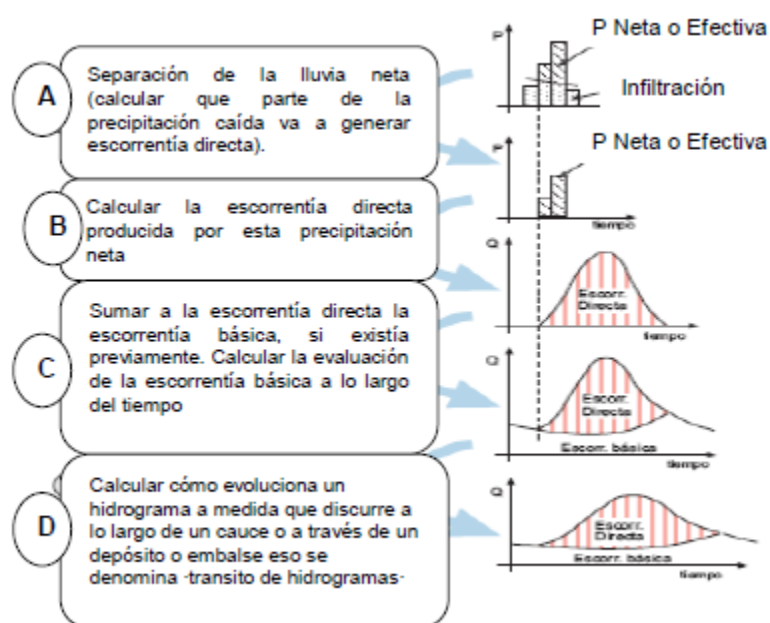 P
P Neta o Efectiva
Infiltración
A
Separación de la lluvia neta
(calcular que parte de la
precipitación caída va a generar
escorrentía directa).
P
P Neta o Efectiva
tiempo
B
Calcular la escorrentía directa
producida por esta precipitación
neta
Q
Escorr.
Directa
tiempo
C
Sumar a la escorrentía directa la
escorrentía básica, si existía
previamente. Calcular la evaluación
de la escorrentía básica a lo largo
del tiempo
Q
Escorr.
Directa
Escorr. básica
tiempo
D
Calcular cómo evoluciona un
hidrograma a medida que discurre a
lo largo de un cauce o a través de un
depósito o embalse eso se
denomina -transito de hidrogramas-
Q
Escorr.
Directa
Escorr. básica
tiempo